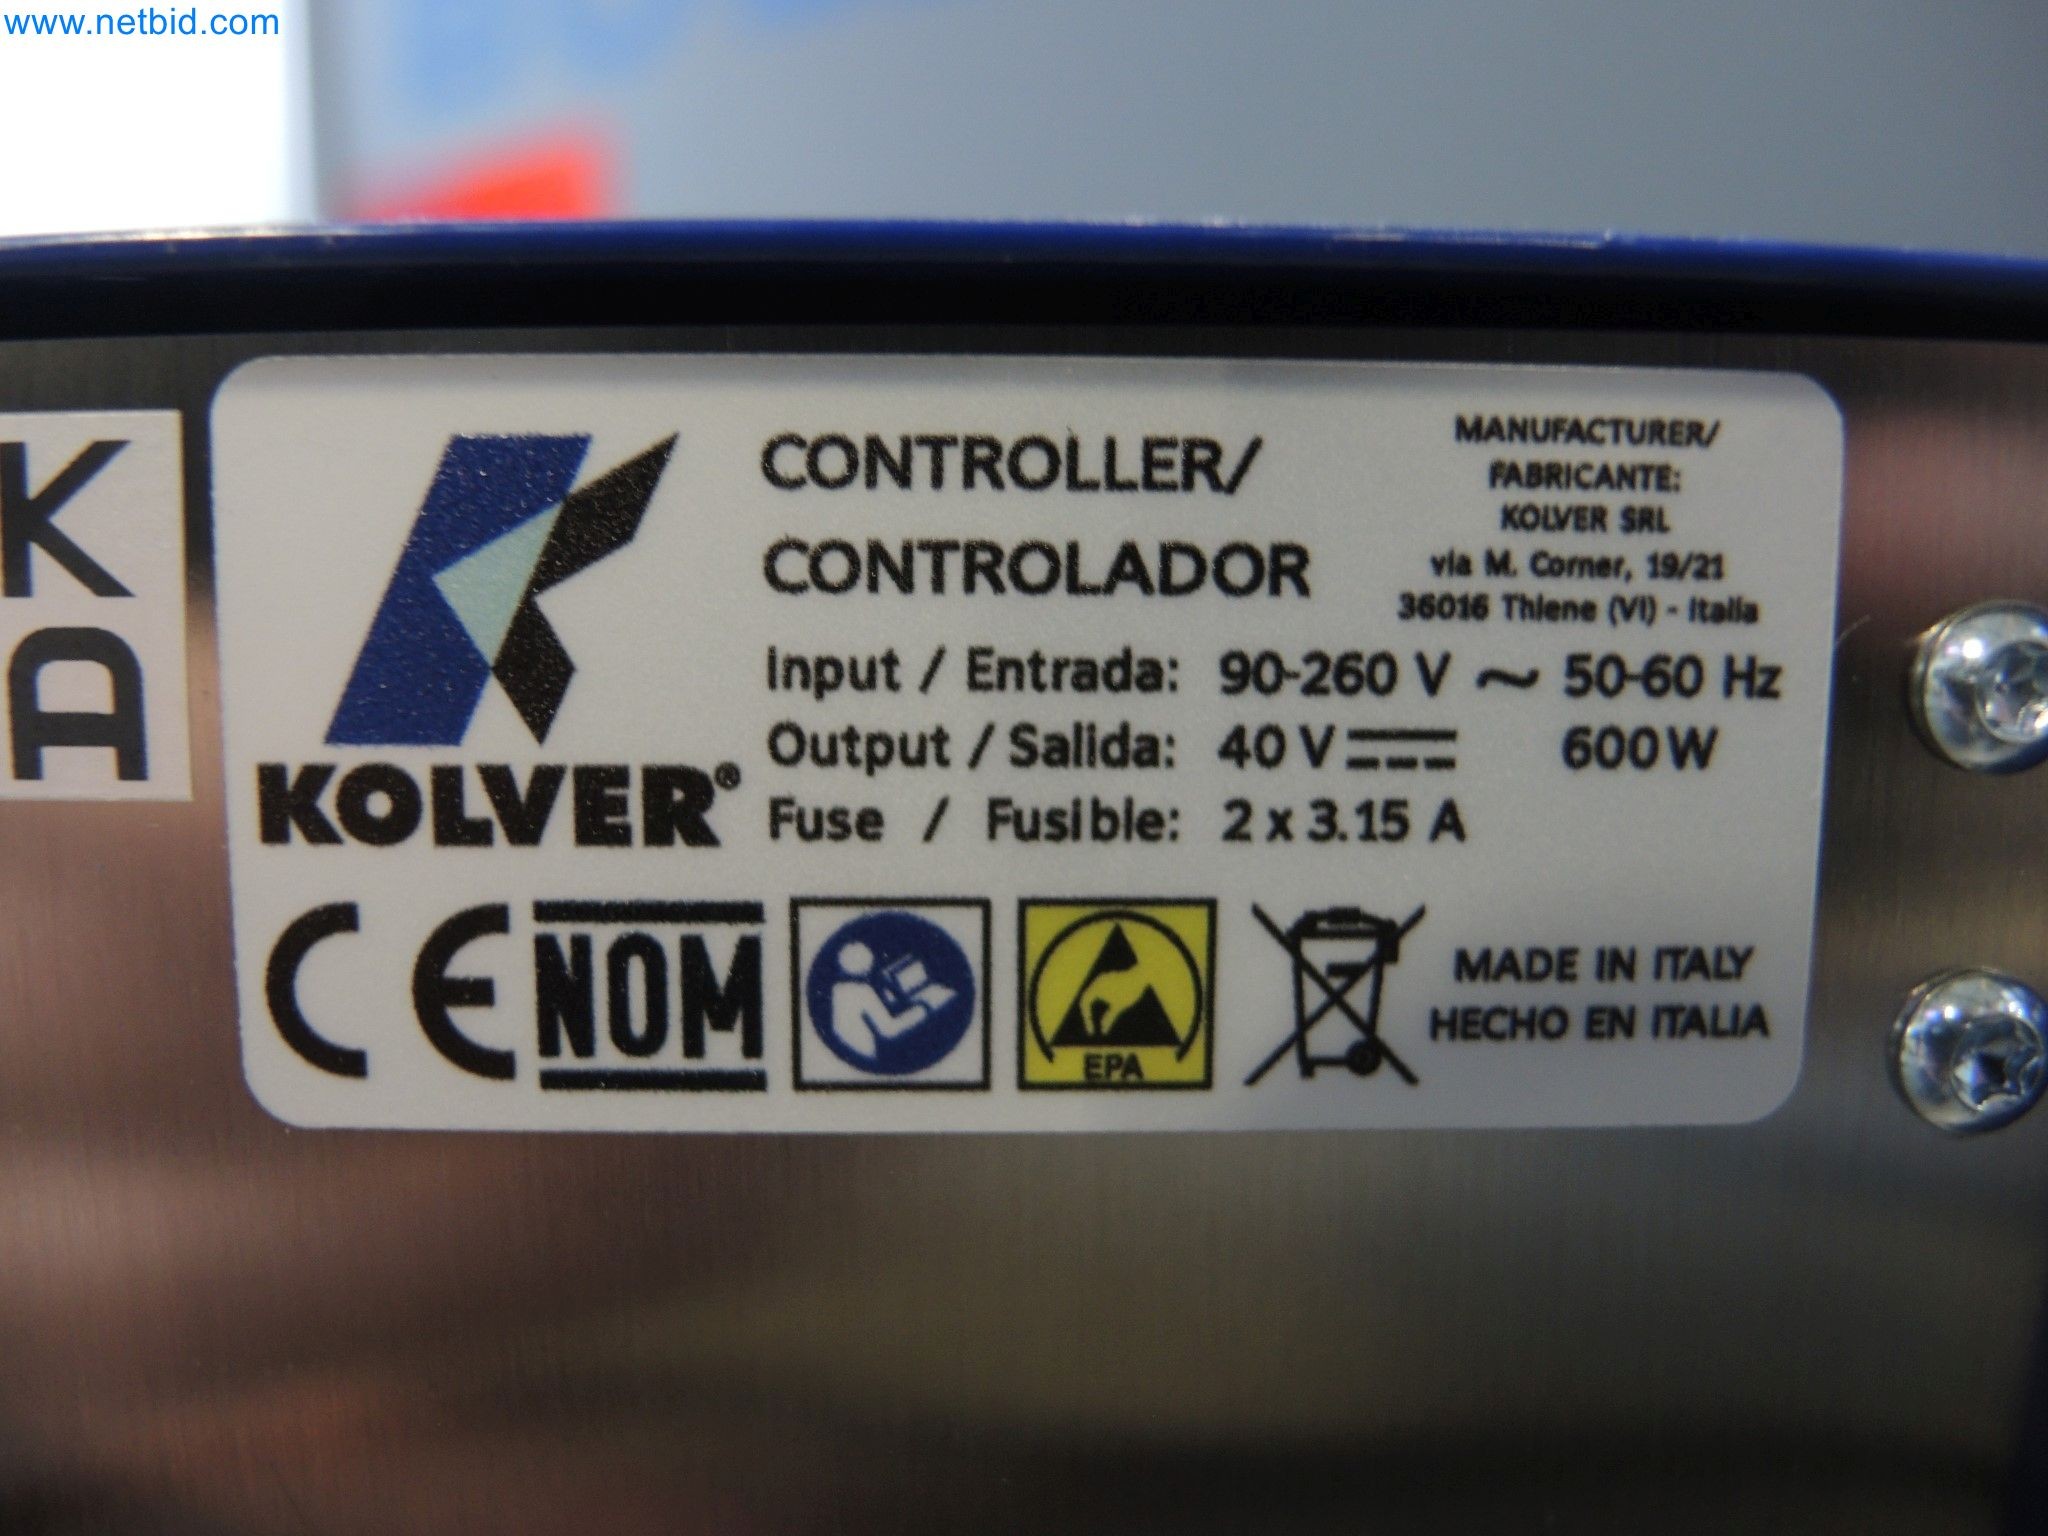 www.netbid.com
K
A
KOLVER®
CONTROLLER/
CONTROLADOR
MANUFACTURER/
FABRICANTE:
KOLVER SRL
via M. Corner, 19/21
36016 Thiene (VI) - Italia
Input / Entrada: 90-260 V ~ 50-60 Hz
Output / Salida: 40 V ⎓ 600W
Fuse / Fusible: 2 x 3.15 A
CE NOM
EPA
MADE IN ITALY
HECHO EN ITALIA